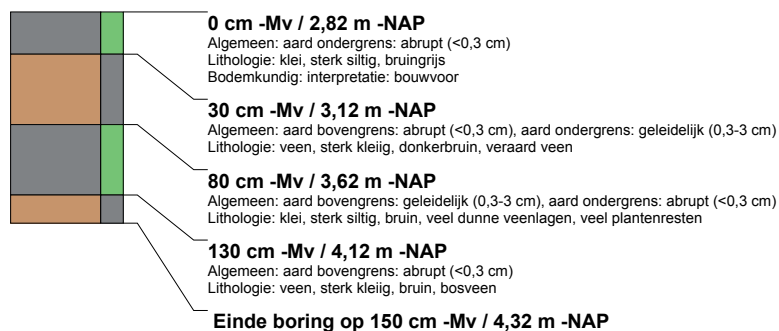 0 cm -Mv / 2,82 m -NAP
Algemeen: aard ondergrens: abrupt (<0,3 cm)
Lithologie: klei, sterk siltig, bruingrijs
Bodemkundig: interpretatie: bouwvoor
30 cm -Mv / 3,12 m -NAP
Algemeen: aard bovengrens: abrupt (<0,3 cm), aard ondergrens: geleidelijk (0,3-3 cm)
Lithologie: veen, sterk kleiig, donkerbruin, veraard veen
80 cm -Mv / 3,62 m -NAP
Algemeen: aard bovengrens: geleidelijk (0,3-3 cm), aard ondergrens: abrupt (<0,3 cm)
Lithologie: klei, sterk siltig, bruin, veel dunne veenlagen, veel plantenresten
130 cm -Mv / 4,12 m -NAP
Algemeen: aard bovengrens: abrupt (<0,3 cm)
Lithologie: veen, sterk kleiig, bruin, bosveen
Einde boring op 150 cm -Mv / 4,32 m -NAP